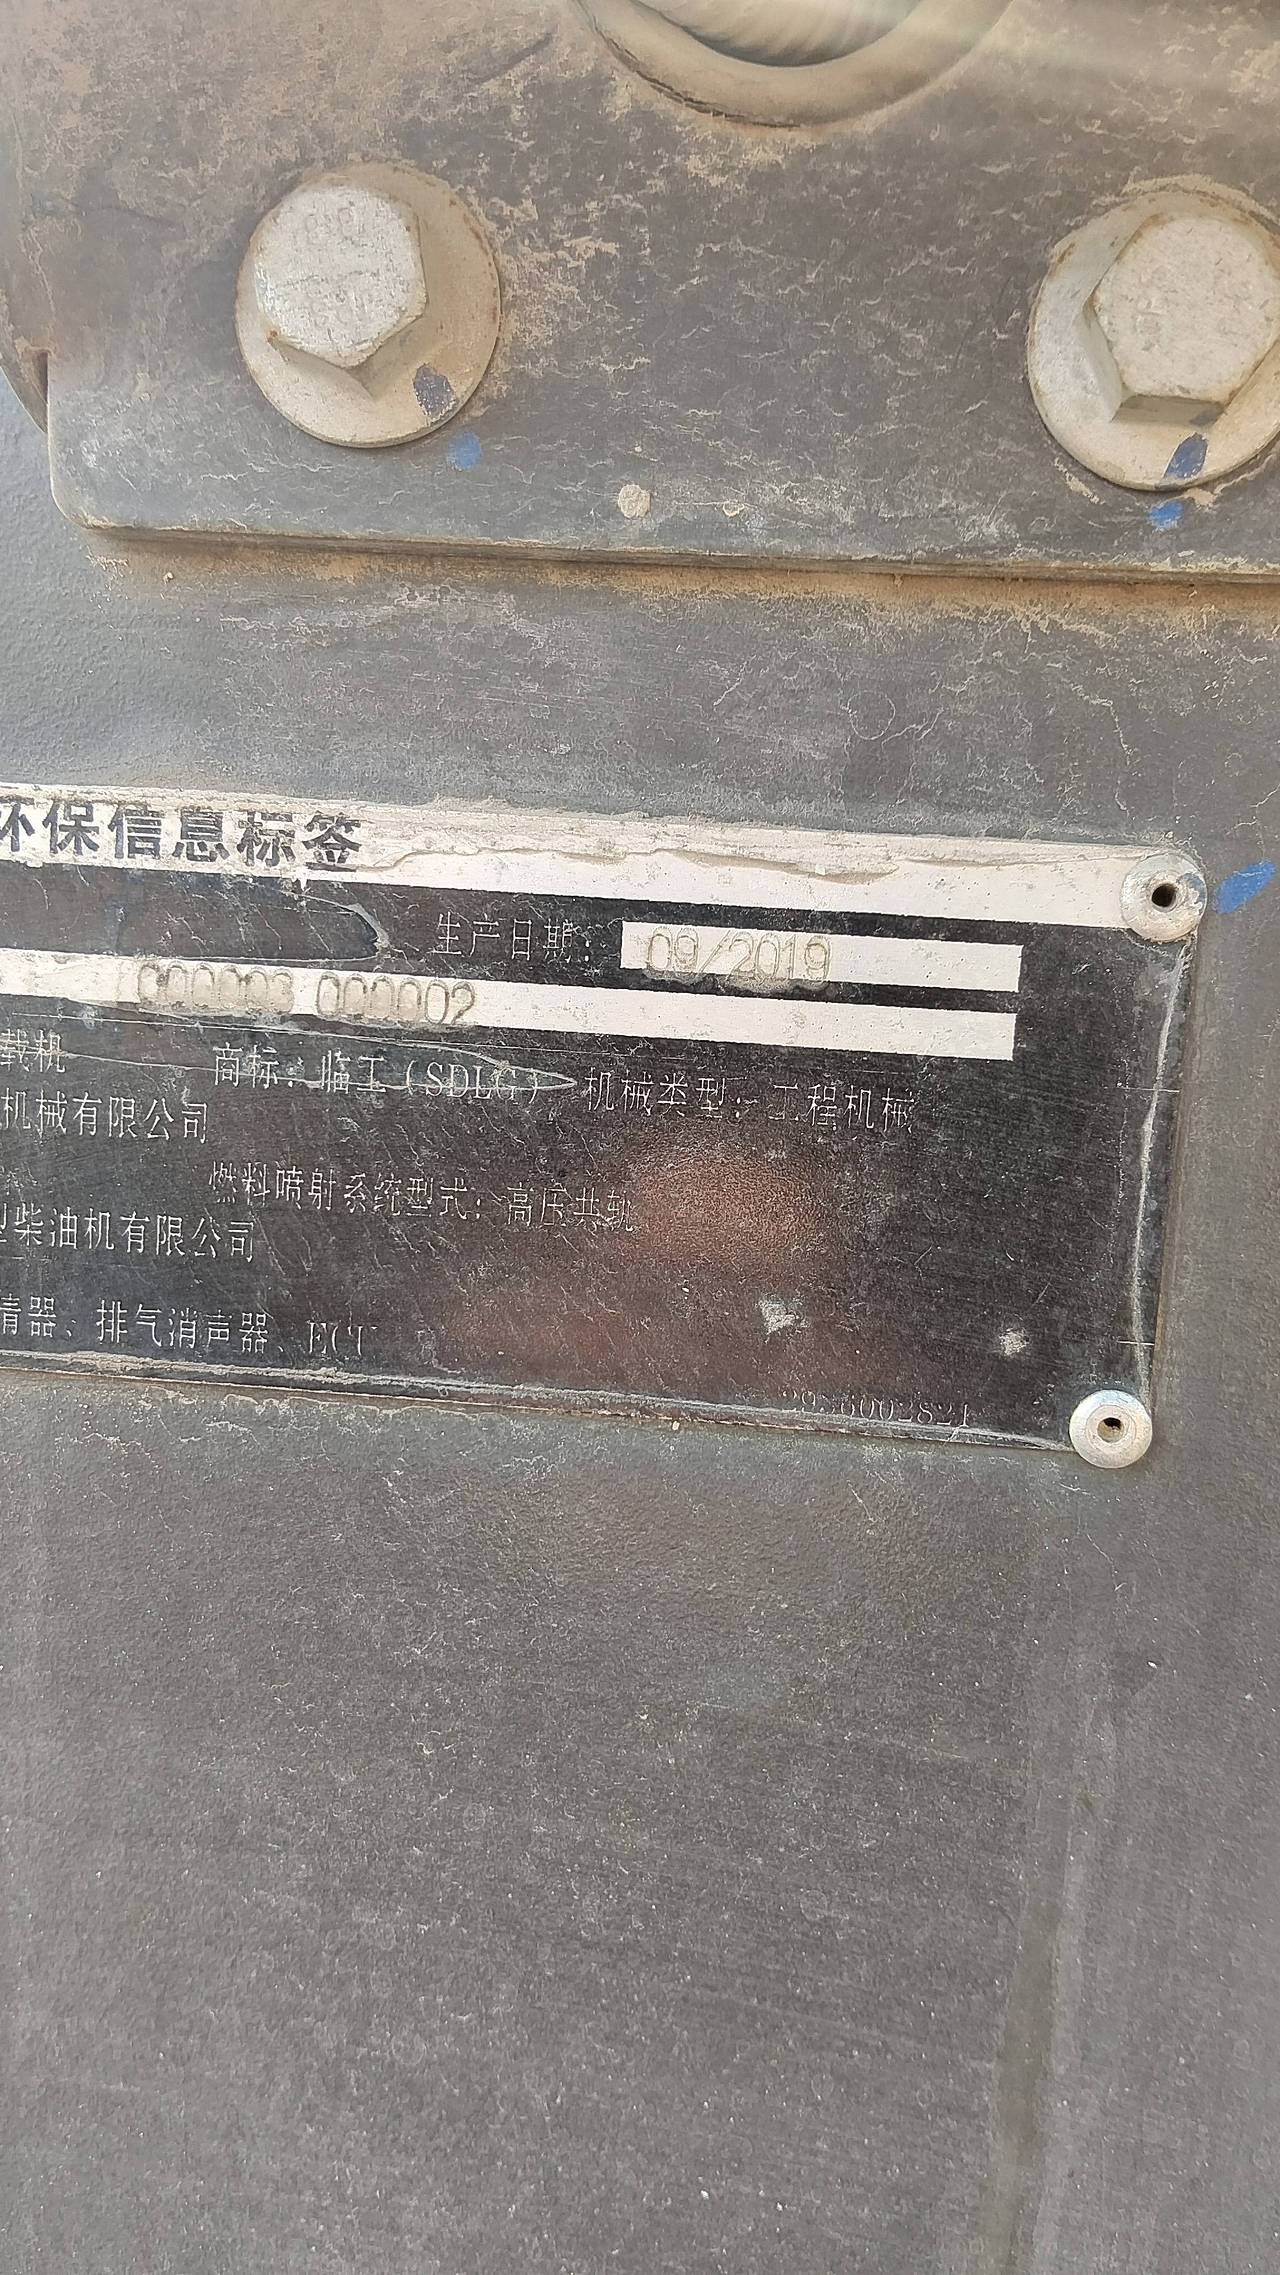 环保信息标签
生产日期: 09/2019
000003 000002
载机 商标: 临工(SDLG) 机械类型: 工程机械
机械有限公司
燃料喷射系统型式: 高压共轨
柴油机有限公司
清器、排气消声器、ECU